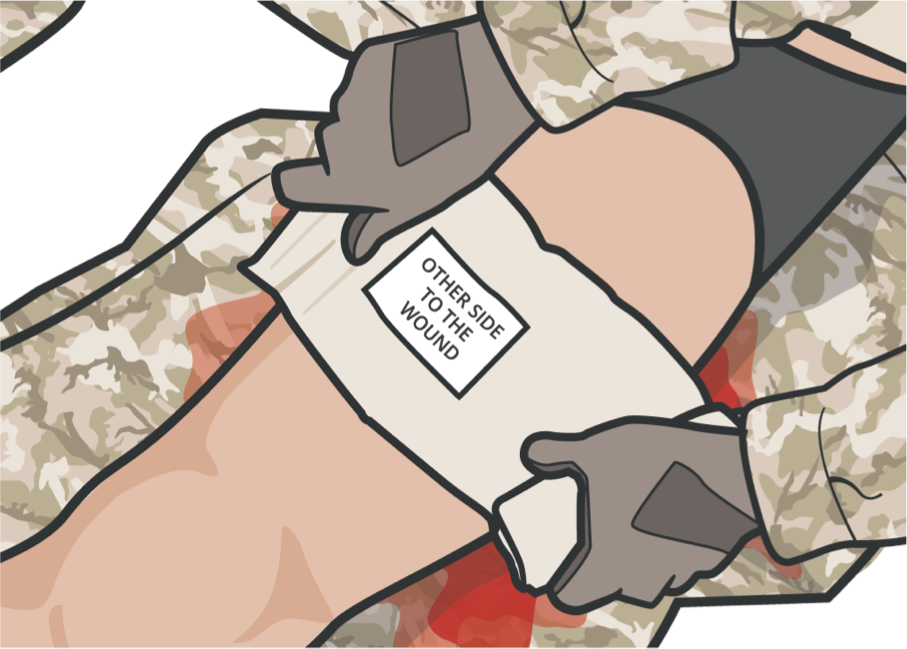 OTHER SIDE
TO THE
WOUND